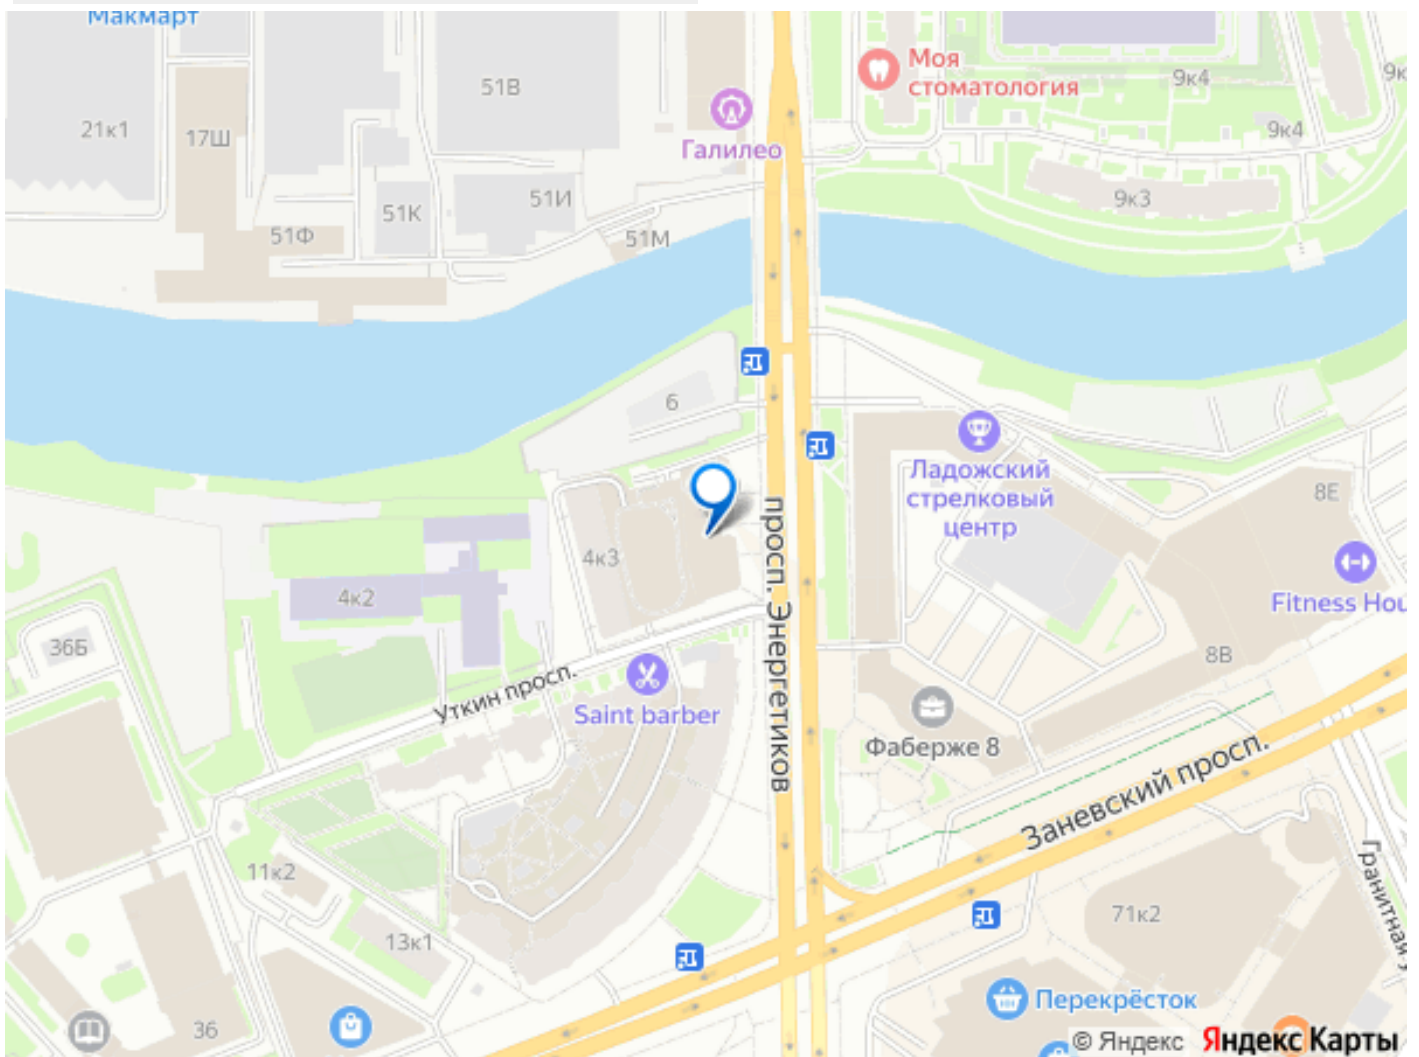 Макмарт
Моя
стоматология
51В
9к4
9к
21к1
17Ш
Галилео
9к4
51К
51И
9к3
51Ф
51М
6
Ладожский
стрелковый
центр
8Е
4к3
4к2
просп. Энергетиков
Fitness Hou
36Б
8В
Уткин просп.
Saint barber
Фаберже 8
Заневский просп.
Гранитная у
11к2
71к2
13к1
Перекрёсток
36
© Яндекс Яндекс Карты